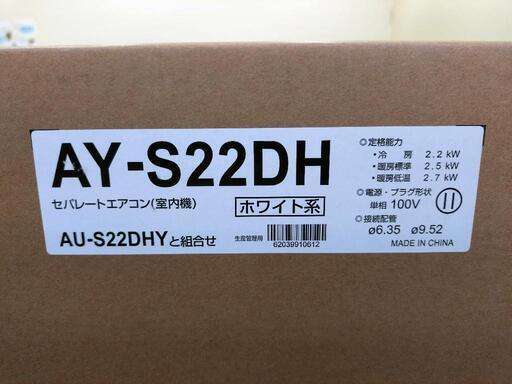 AY-S22DH
セパレートエアコン(室内機)
ホワイト系
AU-S22DHYと組合せ
生産管理用
62039910612
◎定格能力
・冷 房 2.2 kW
・暖房標準 2.5 kW
・暖房低温 2.7 kW
◎電源・プラグ形状
単相 100V
◎接続配管
ø6.35 ø9.52
MADE IN CHINA